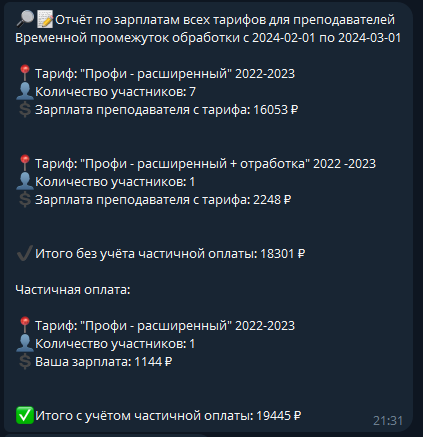 🔎📝Отчёт по зарплатам всех тарифов для преподавателей
Временной промежуток обработки с 2024-02-01 по 2024-03-01
📍Тариф: "Профи - расширенный" 2022-2023
👤Количество участников: 7
💲Зарплата преподавателя с тарифа: 16053 ₽
📍Тариф: "Профи - расширенный + отработка" 2022 -2023
👤Количество участников: 1
💲Зарплата преподавателя с тарифа: 2248 ₽
✔️Итого без учёта частичной оплаты: 18301 ₽
Частичная оплата:
📍Тариф: "Профи - расширенный" 2022-2023
👤Количество участников: 1
💲Ваша зарплата: 1144 ₽
✅Итого с учётом частичной оплаты: 19445 ₽
21:31